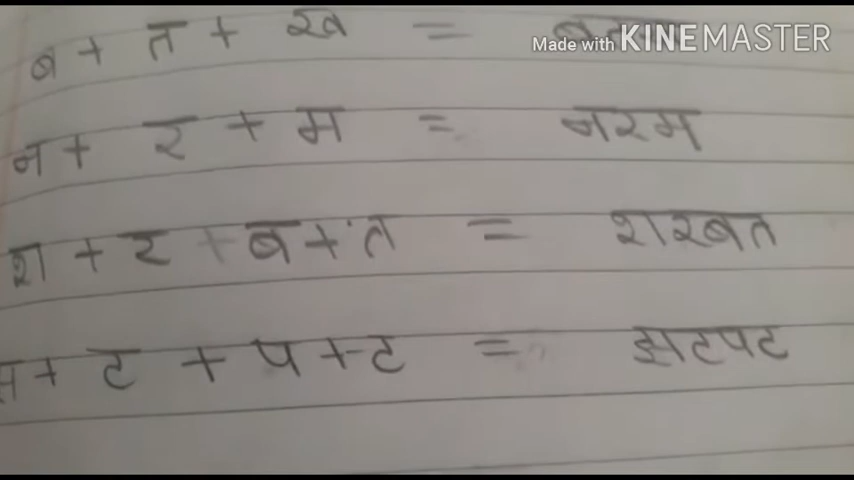 ब + त + ख =
Made with KINEMASTER
न + र + म = नरम
श + र + ब + त = शरबत
+ ट + प + ट = झटपट